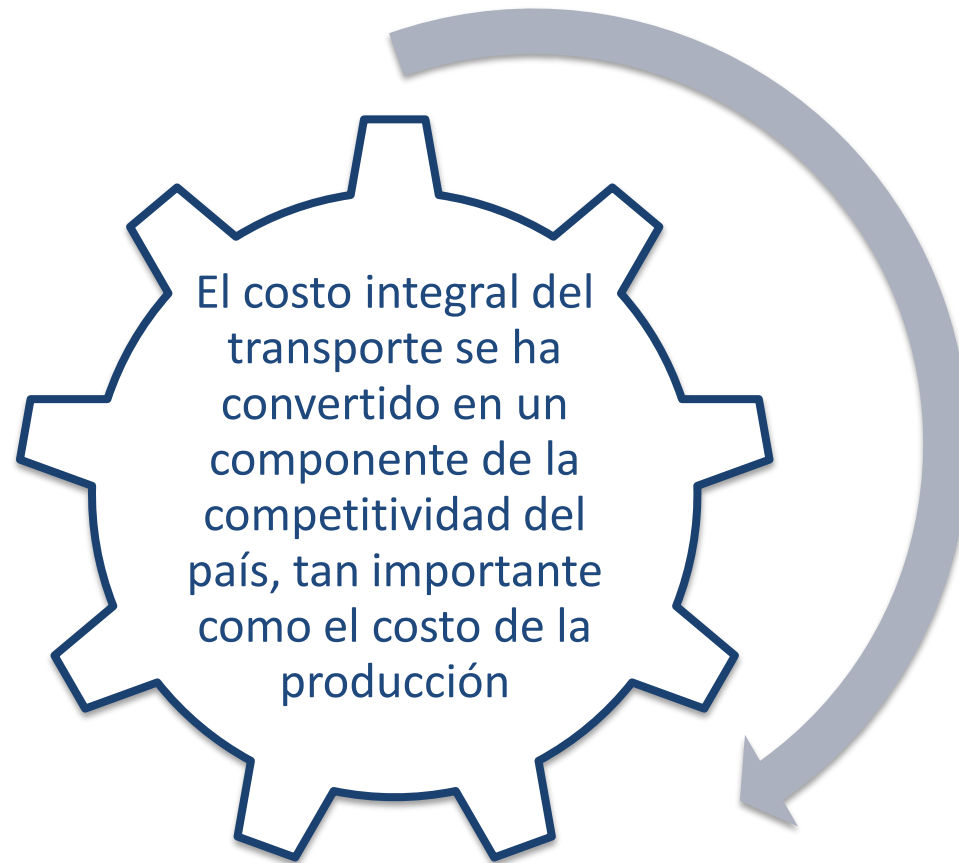 El costo integral del
transporte se ha
convertido en un
componente de la
competitividad del
país, tan importante
como el costo de la
producción